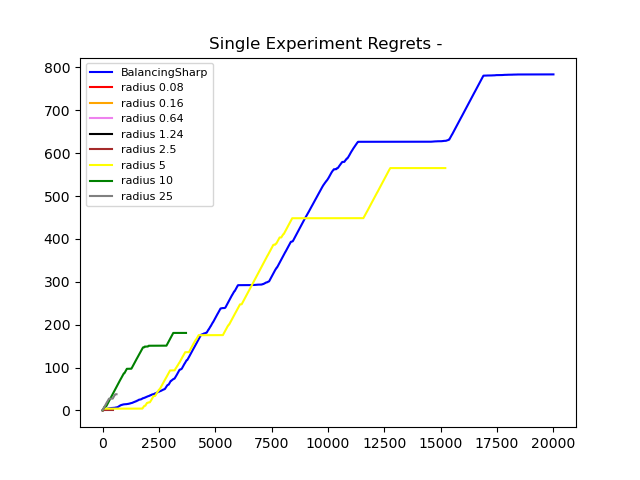 Single Experiment Regrets -
800
700
600
500
400
300
200
100
0
BalancingSharp
radius 0.08
radius 0.16
radius 0.64
radius 1.24
radius 2.5
radius 5
radius 10
radius 25
0 2500 5000 7500 10000 12500 15000 17500 20000